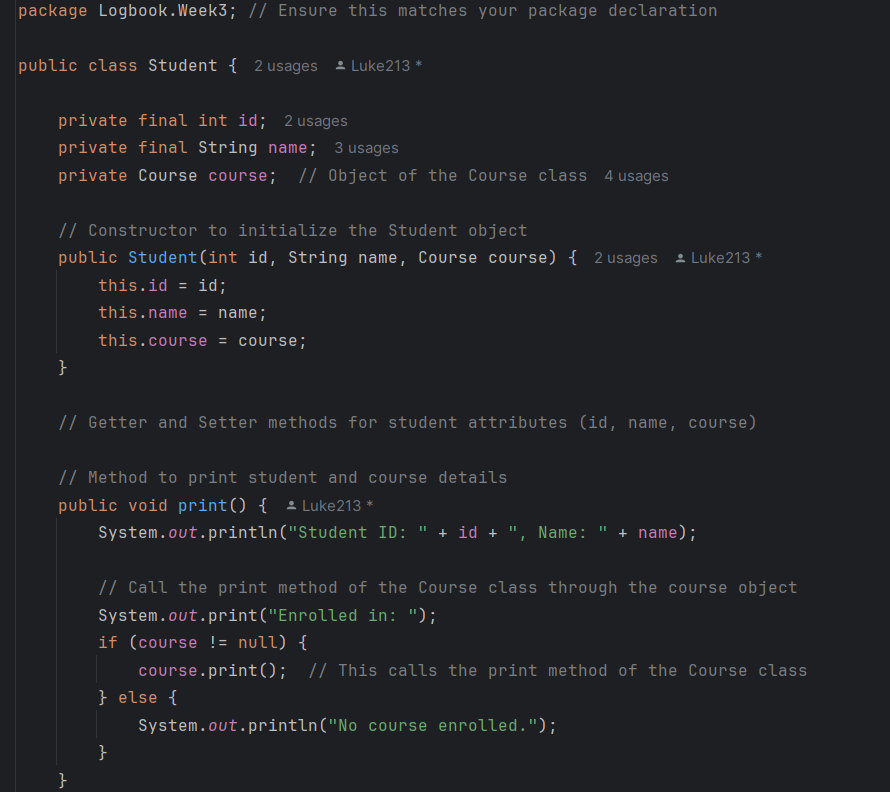 package Logbook.Week3; // Ensure this matches your package declaration
public class Student { 2 usages Luke213 *
private final int id; 2 usages
private final String name; 3 usages
private Course course; // Object of the Course class 4 usages
// Constructor to initialize the Student object
public Student(int id, String name, Course course) { 2 usages Luke213 *
this.id = id;
this.name = name;
this.course = course;
}
// Getter and Setter methods for student attributes (id, name, course)
// Method to print student and course details
public void print() { Luke213 *
System.out.println("Student ID: " + id + ", Name: " + name);
// Call the print method of the Course class through the course object
System.out.print("Enrolled in: ");
if (course != null) {
course.print(); // This calls the print method of the Course class
} else {
System.out.println("No course enrolled.");
}
}